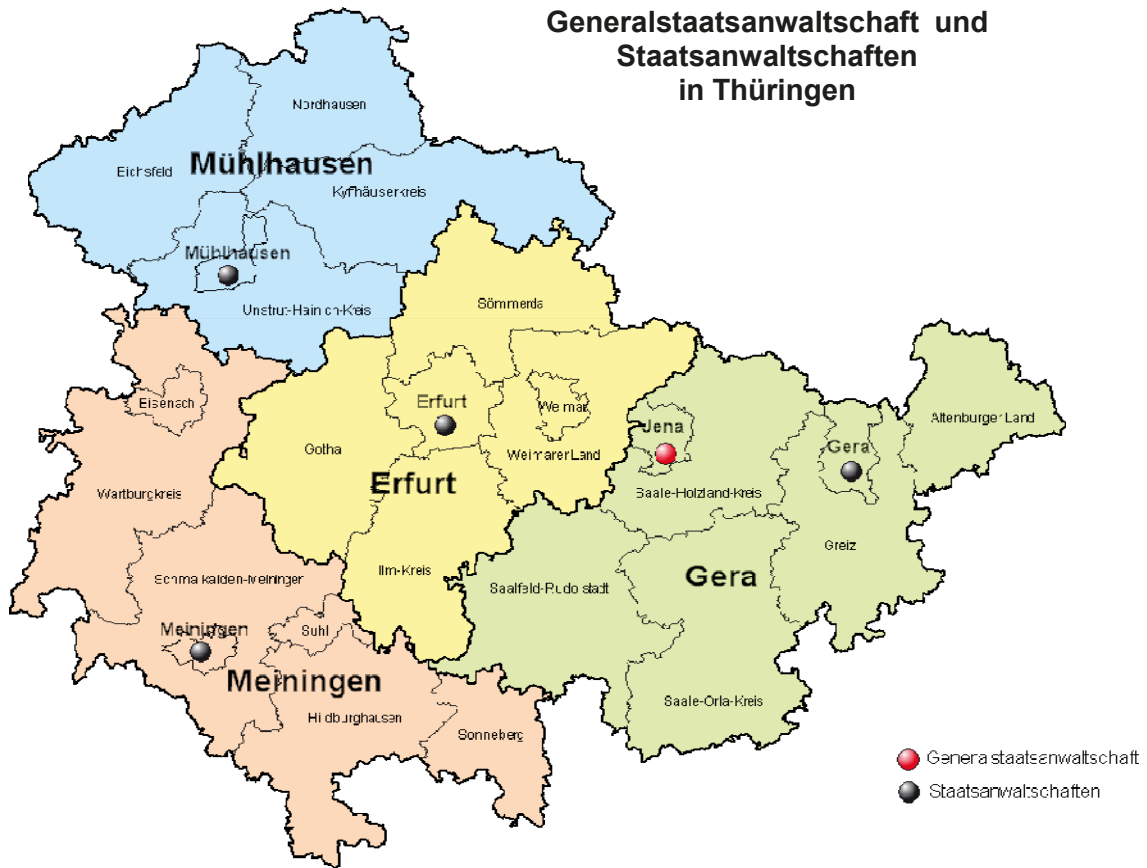 Generalstaatsanwaltschaft und
Staatsanwaltschaften
in Thüringen
Nordhausen
Eichsfeld
Mühlhausen
Kyffhäuserkreis
Mühlhausen
Unstrut-Hainich-Kreis
Sömmerda
Eisenach
Erfurt
Weimar
Altenburger Land
Jena
Gera
Gotha
Weimarer Land
Wartburgkreis
Erfurt
Saale-Holzland-Kreis
Greiz
Schmalkalden-Meiningen
Ilm-Kreis
Saalfeld-Rudolstadt
Gera
Meiningen
Suhl
Meiningen
Saale-Orla-Kreis
Hildburghausen
Sonneberg
Generalstaatsanwaltschaft
Staatsanwaltschaften